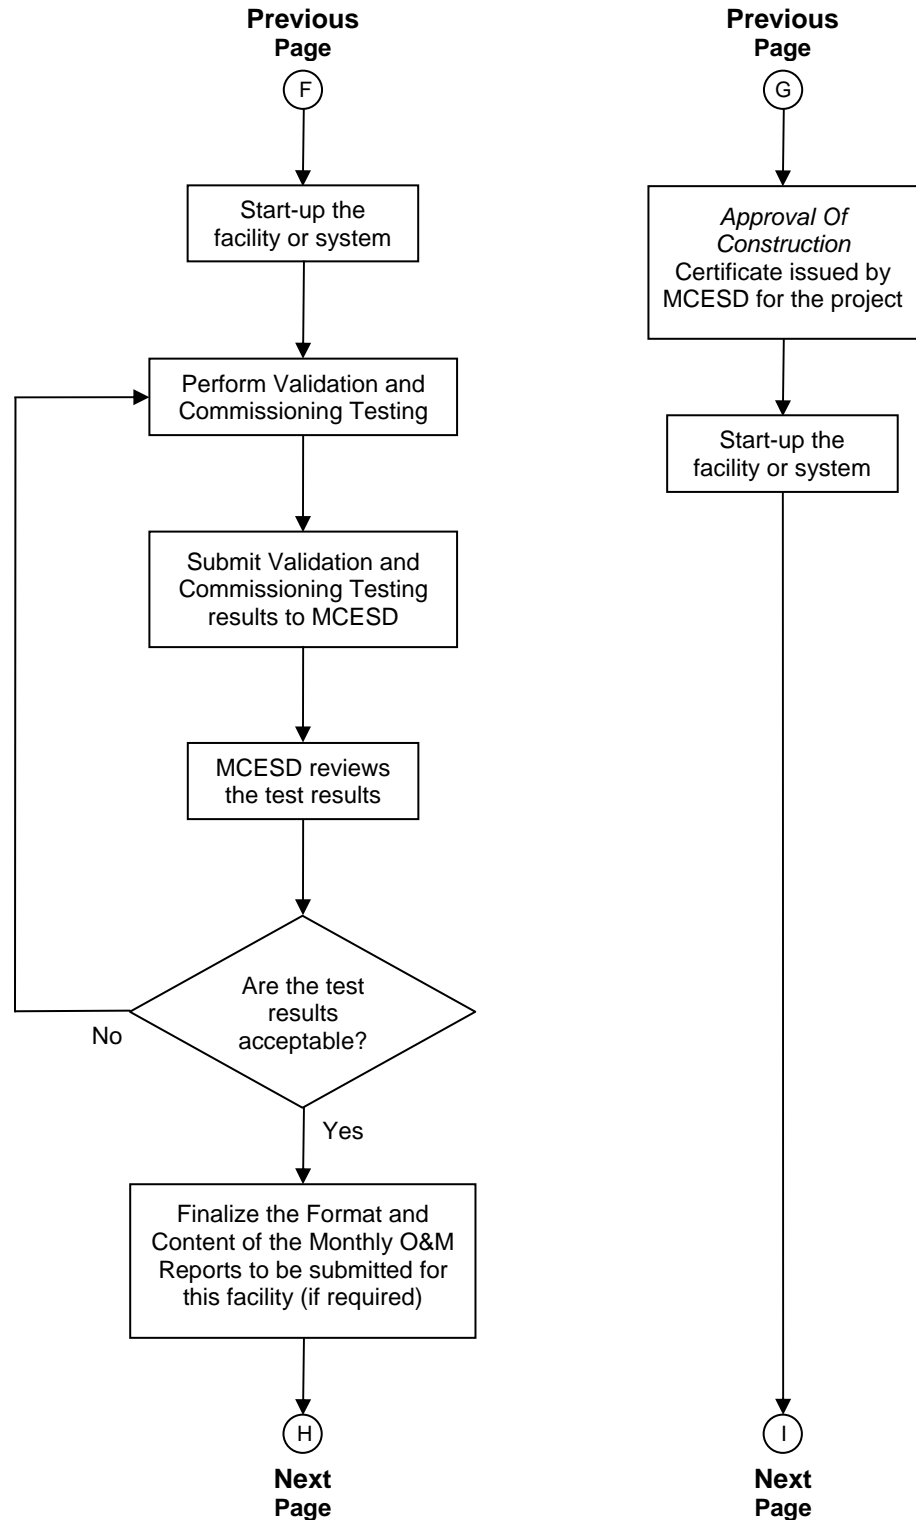 Previous
Page
F
Start-up the
facility or system
Perform Validation and
Commissioning Testing
Submit Validation and
Commissioning Testing
results to MCESD
MCESD reviews
the test results
Are the test
results
acceptable?
No
Yes
Finalize the Format and
Content of the Monthly O&M
Reports to be submitted for
this facility (if required)
H
Next
Page
Previous
Page
G
Approval Of
Construction
Certificate issued by
MCESD for the project
Start-up the
facility or system
I
Next
Page